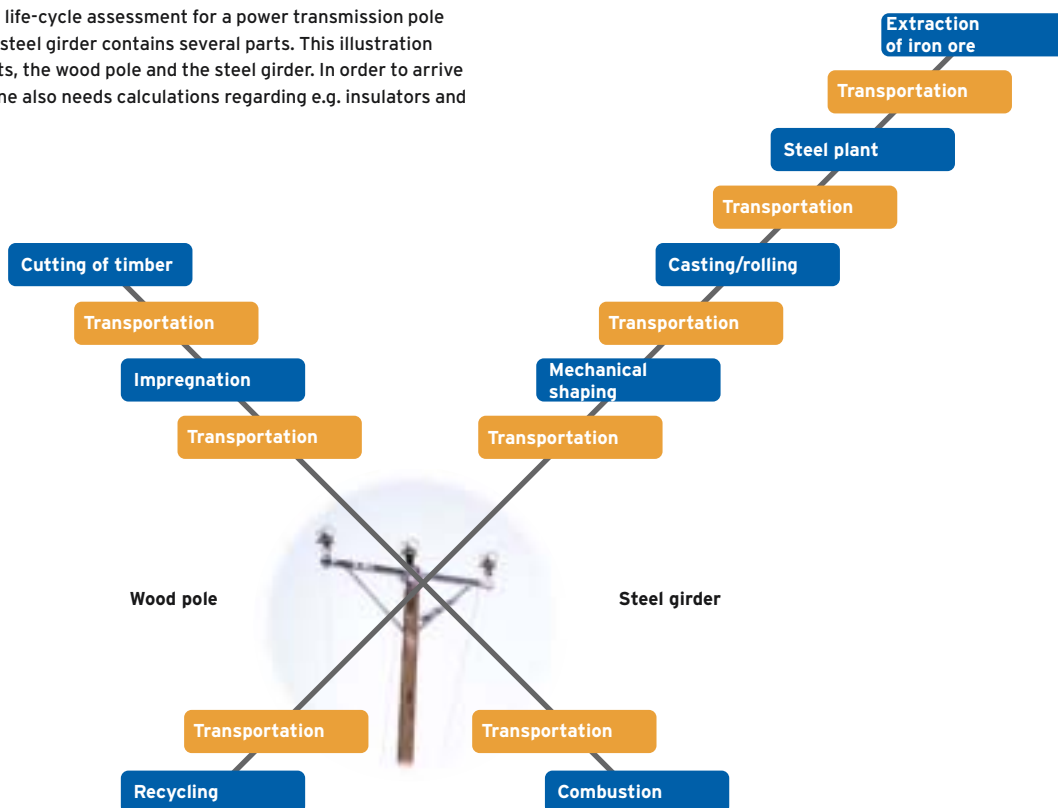 life-cycle assessment for a power transmission pole
steel girder contains several parts. This illustration
ts, the wood pole and the steel girder. In order to arrive
ne also needs calculations regarding e.g. insulators and
Extraction
of iron ore
Transportation
Steel plant
Transportation
Cutting of timber
Casting/rolling
Transportation
Transportation
Impregnation
Mechanical
shaping
Transportation
Transportation
Wood pole
Steel girder
Transportation
Transportation
Recycling
Combustion